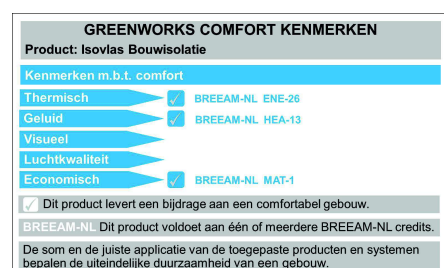 GREENWORKS COMFORT KENMERKEN
Product: Isovlas Bouwisolatie
Kenmerken m.b.t. comfort
Thermisch BREEAM-NL ENE-26
Geluid BREEAM-NL HEA-13
Visueel
Luchtkwaliteit
Economisch BREEAM-NL MAT-1
Dit product levert een bijdrage aan een comfortabel gebouw.
BREEAM-NL Dit product voldoet aan één of meerdere BREEAM-NL credits.
De som en de juiste applicatie van de toegepaste producten en systemen
bepalen de uiteindelijke duurzaamheid van een gebouw.